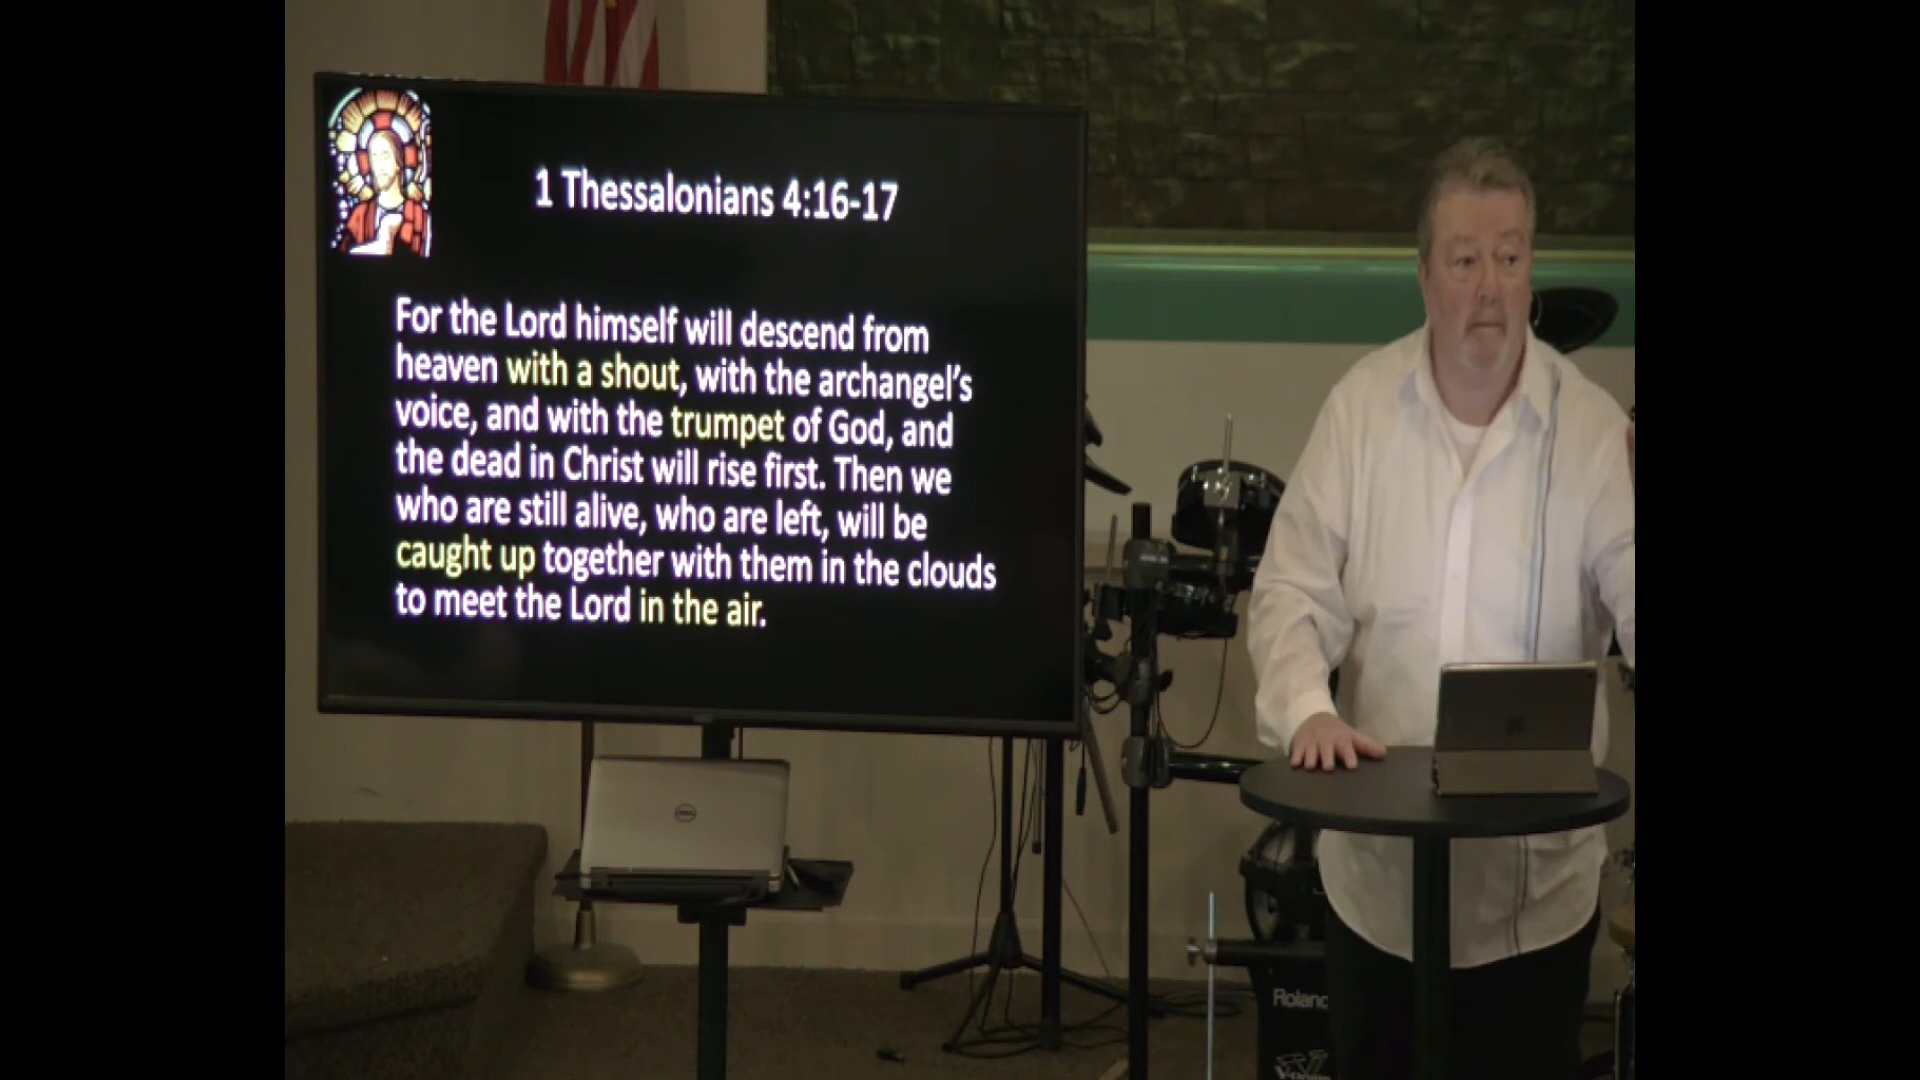 1 Thessalonians 4:16-17
For the Lord himself will descend from
heaven with a shout, with the archangel's
voice, and with the trumpet of God, and
the dead in Christ will rise first. Then we
who are still alive, who are left, will be
caught up together with them in the clouds
to meet the Lord in the air.
DELL
Roland